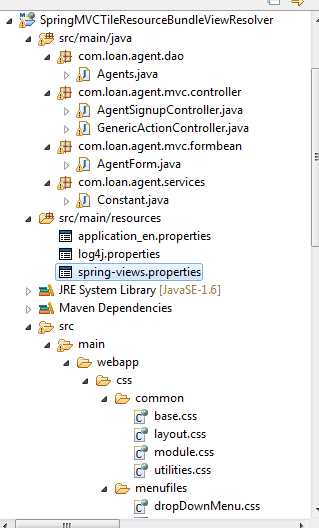 SpringMVCTileResourceBundleViewResolver
src/main/java
com.loan.agent.dao
Agents.java
com.loan.agent.mvc.controller
AgentSignupController.java
GenericActionController.java
com.loan.agent.mvc.formbean
AgentForm.java
com.loan.agent.services
Constant.java
src/main/resources
application_en.properties
log4j.properties
spring-views.properties
JRE System Library [JavaSE-1.6]
Maven Dependencies
src
main
webapp
css
common
base.css
layout.css
module.css
utilities.css
menufiles
dropDownMenu.css